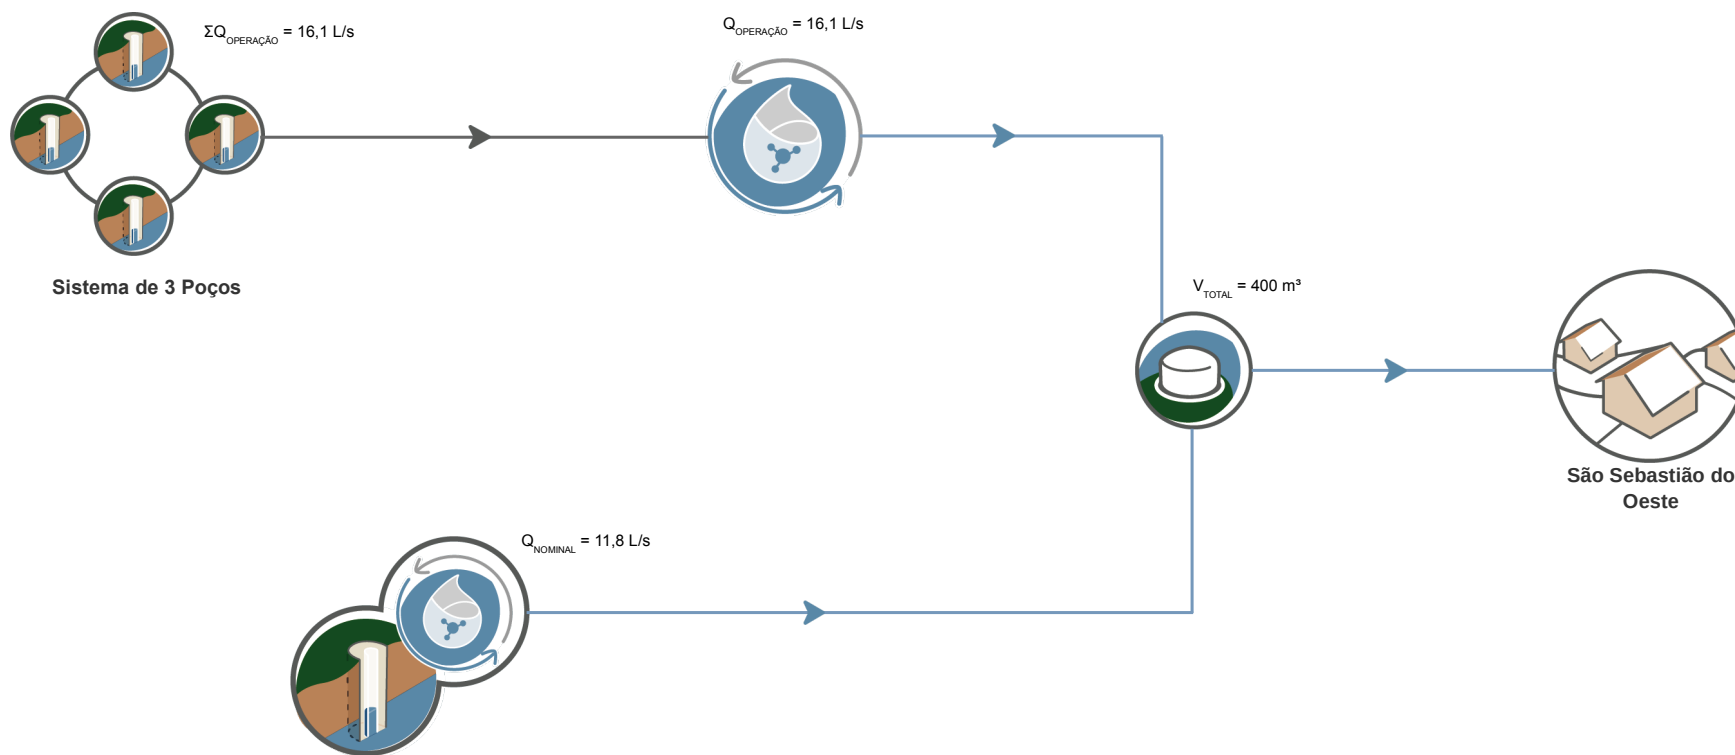 ΣQOPERAÇÃO = 16,1 L/s
QOPERAÇÃO = 16,1 L/s
Sistema de 3 Poços
VTOTAL = 400 m³
São Sebastião do
Oeste
QNOMINAL = 11,8 L/s